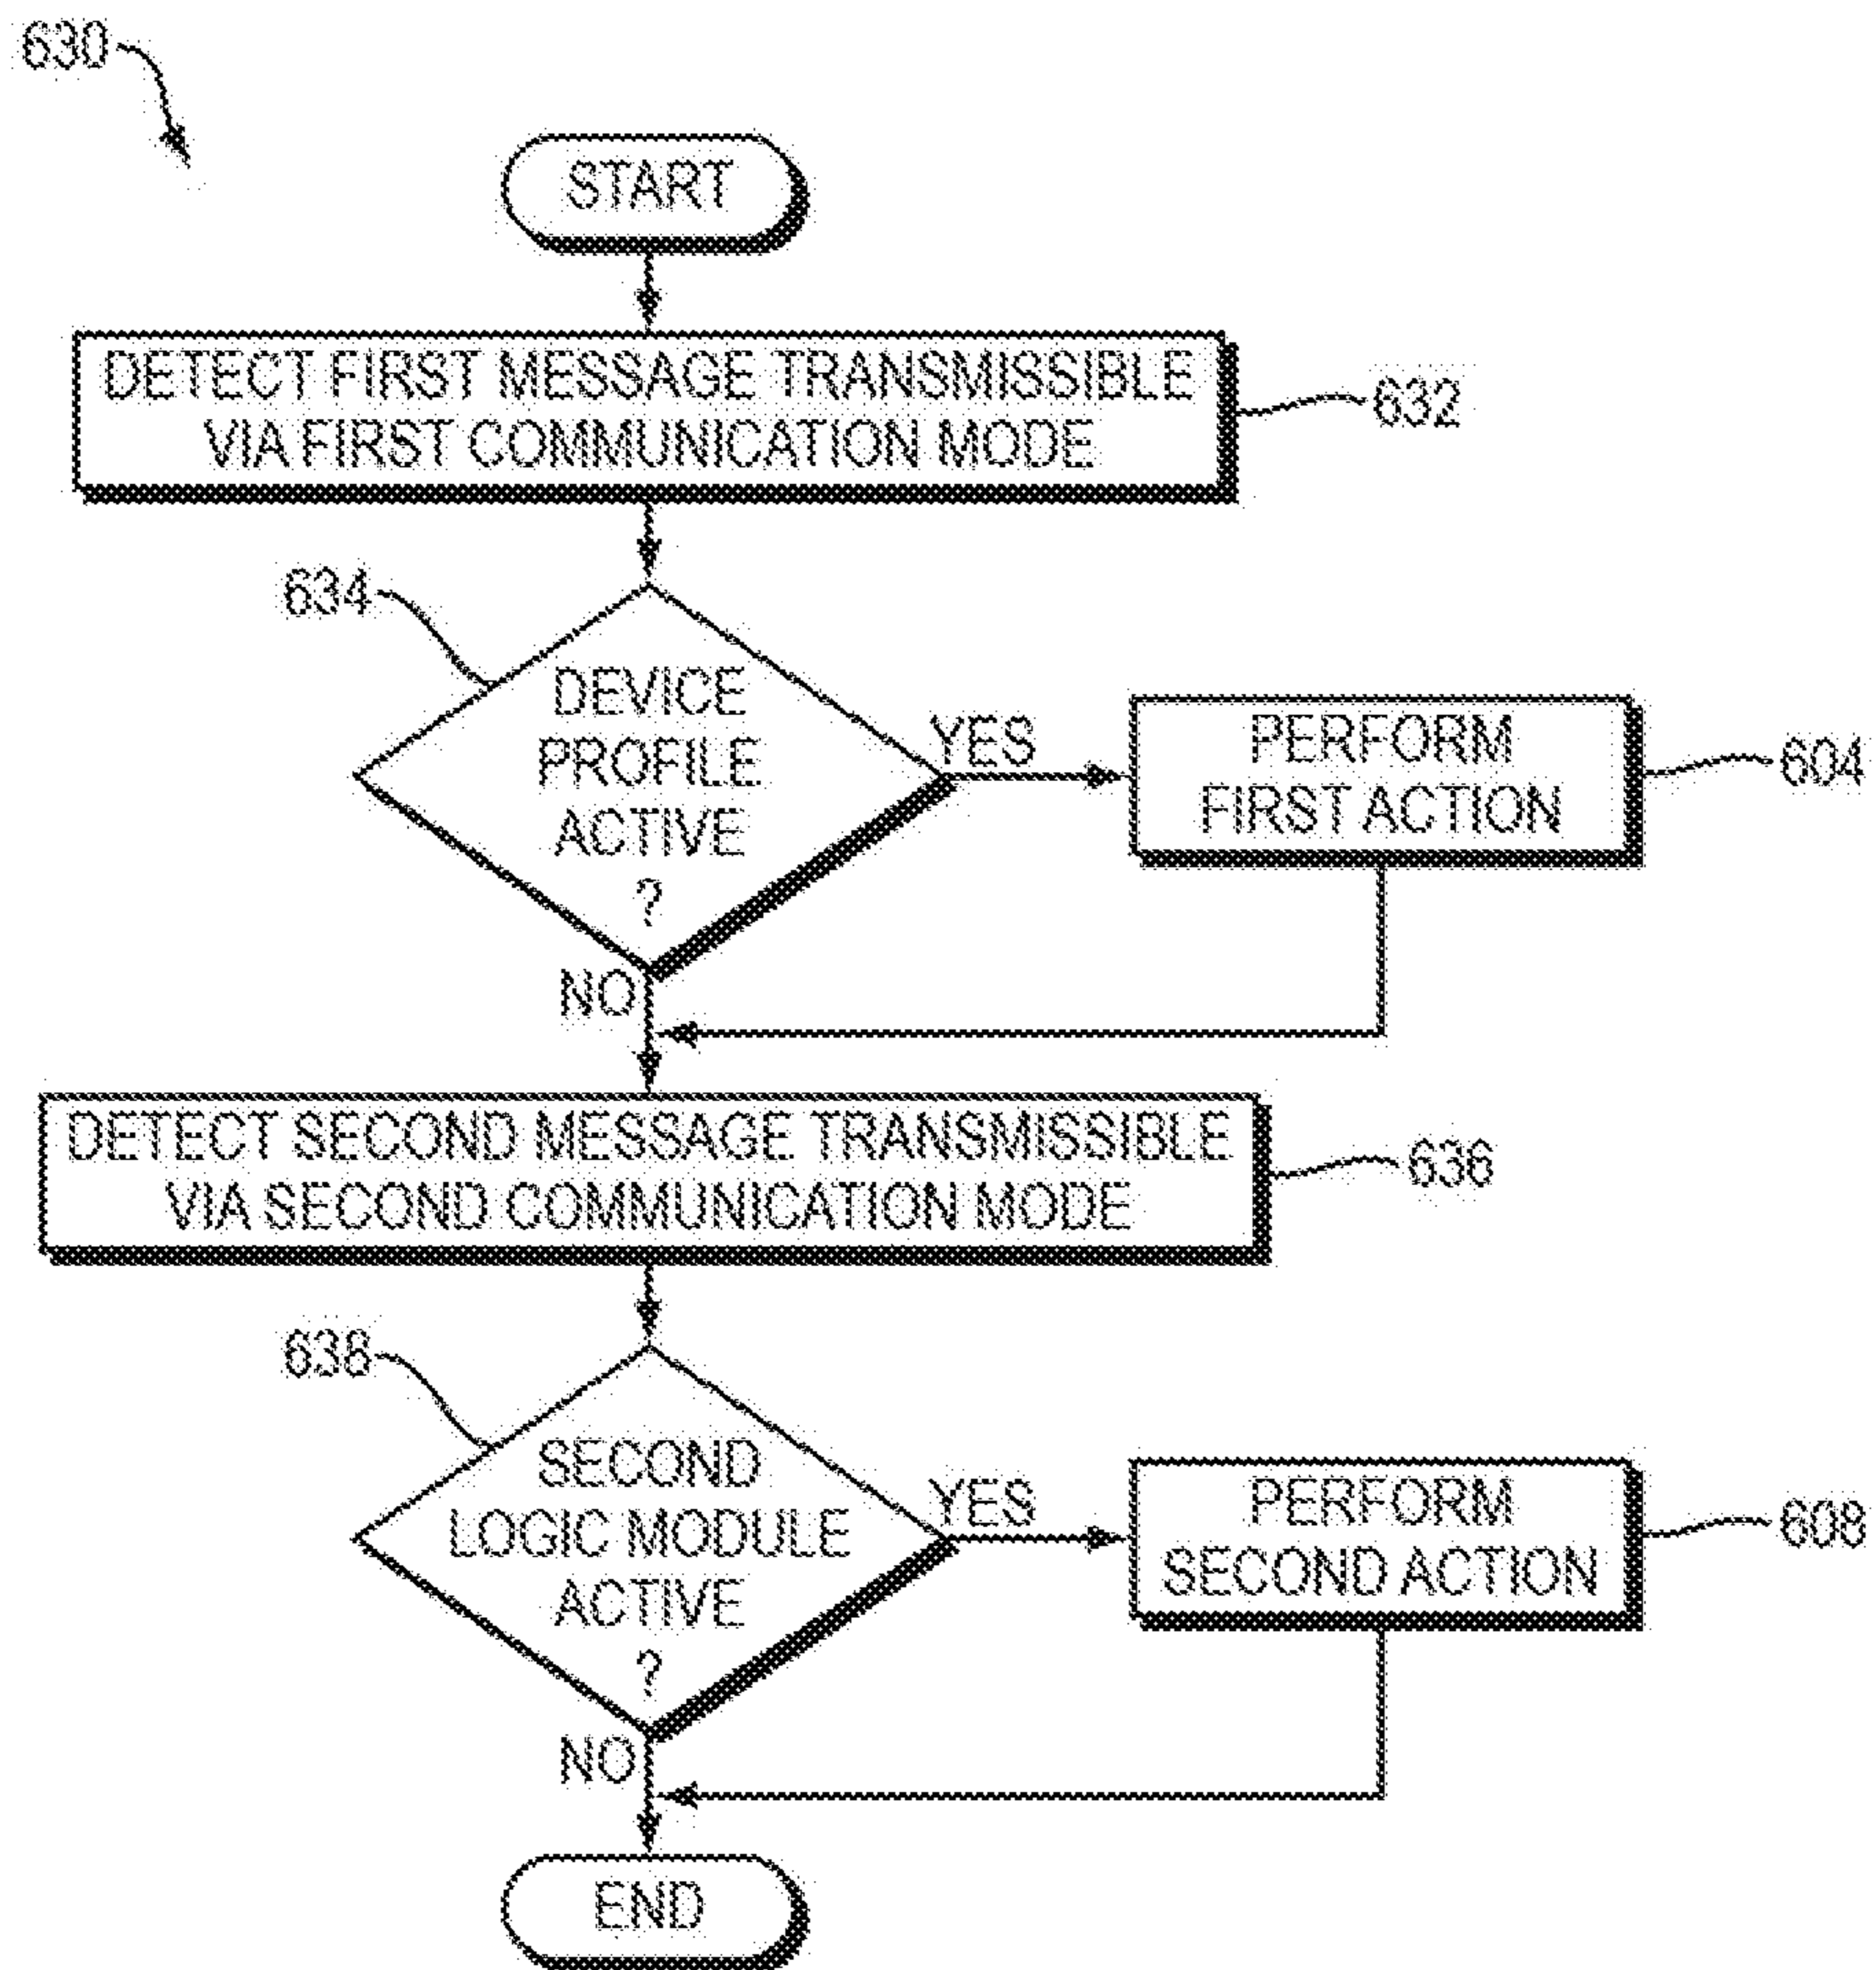 630
START
DETECT FIRST MESSAGE TRANSMISSIBLE
VIA FIRST COMMUNICATION MODE
632
634
DEVICE
PROFILE
ACTIVE
?
YES
PERFORM
FIRST ACTION
604
NO
DETECT SECOND MESSAGE TRANSMISSIBLE
VIA SECOND COMMUNICATION MODE
636
638
SECOND
LOGIC MODULE
ACTIVE
?
YES
PERFORM
SECOND ACTION
608
NO
END